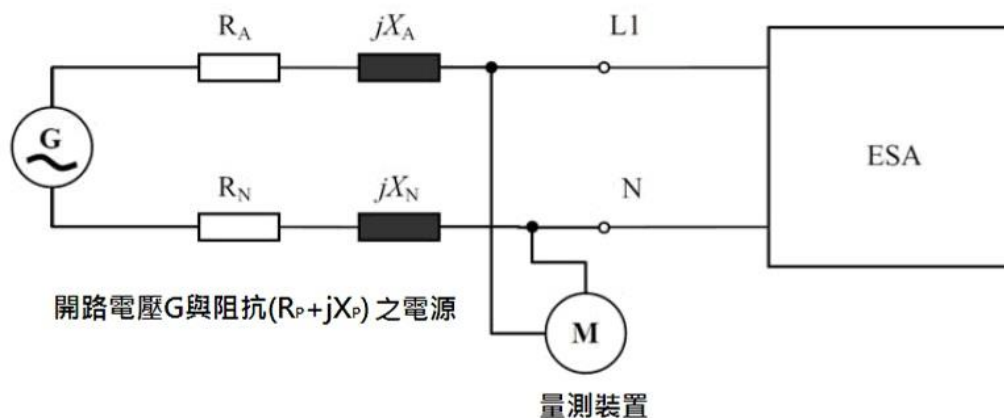 R_A jX_A L1
G
ESA
R_N jX_N N
開路電壓G與阻抗(R_P+jX_P) 之電源
M
量測裝置